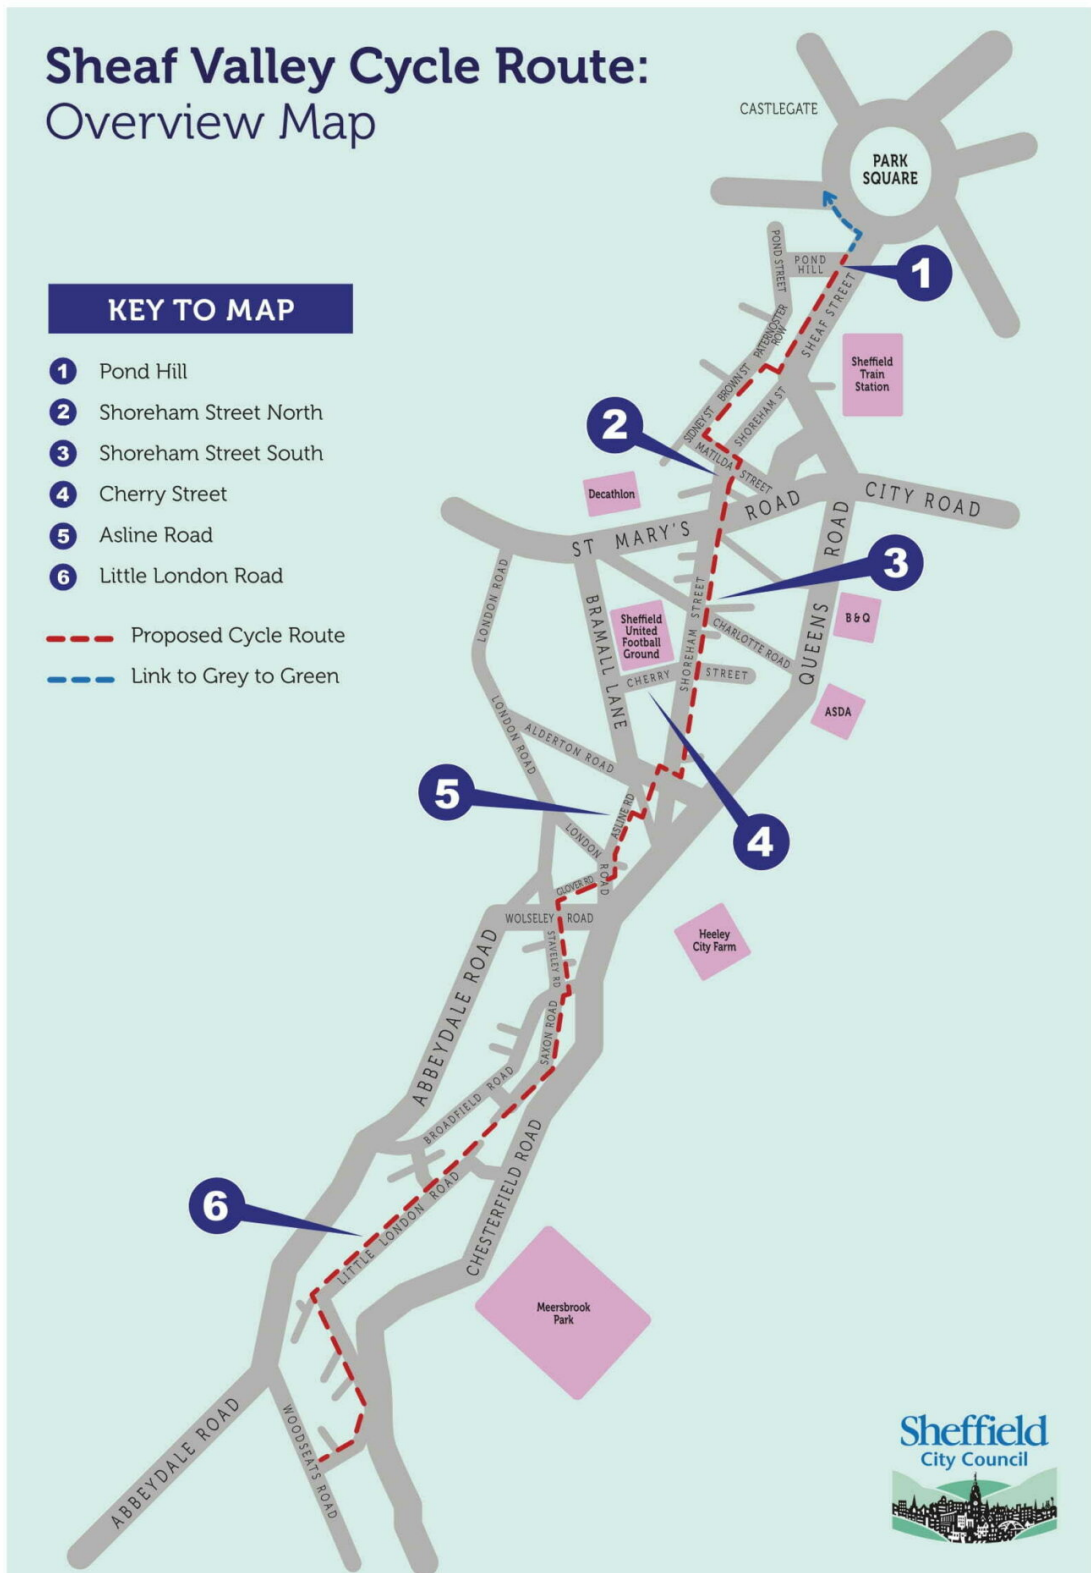 Sheaf Valley Cycle Route:
Overview Map
CASTLEGATE
PARK
SQUARE
POND STREET
POND
HILL
1
SHEAF STREET
KEY TO MAP
1 Pond Hill
2 Shoreham Street North
3 Shoreham Street South
4 Cherry Street
5 Asline Road
6 Little London Road
Proposed Cycle Route
Link to Grey to Green
PATERNOSTER
ROW
BROWN ST
SIDNEY ST
SHOREHAM ST
Sheffield
Train
Station
2
MATILDA STREET
Decathlon
ST MARY'S ROAD
CITY ROAD
QUEENS ROAD
3
LONDON ROAD
BRAMALL LANE
Sheffield
United
Football
Ground
SHOREHAM STREET
CHARLOTTE ROAD
B & Q
CHERRY STREET
ASDA
LONDON ROAD
ALDERTON ROAD
5
ASLINE RD
4
LONDON ROAD
GLOVER RD
WOLSELEY ROAD
Heeley
City Farm
STAVELEY RD
ABBEYDALE ROAD
SAXON ROAD
BROADFIELD ROAD
CHESTERFIELD ROAD
6
LITTLE LONDON ROAD
Meersbrook
Park
ABBEYDALE ROAD
WOODSEATS ROAD
Sheffield
City Council